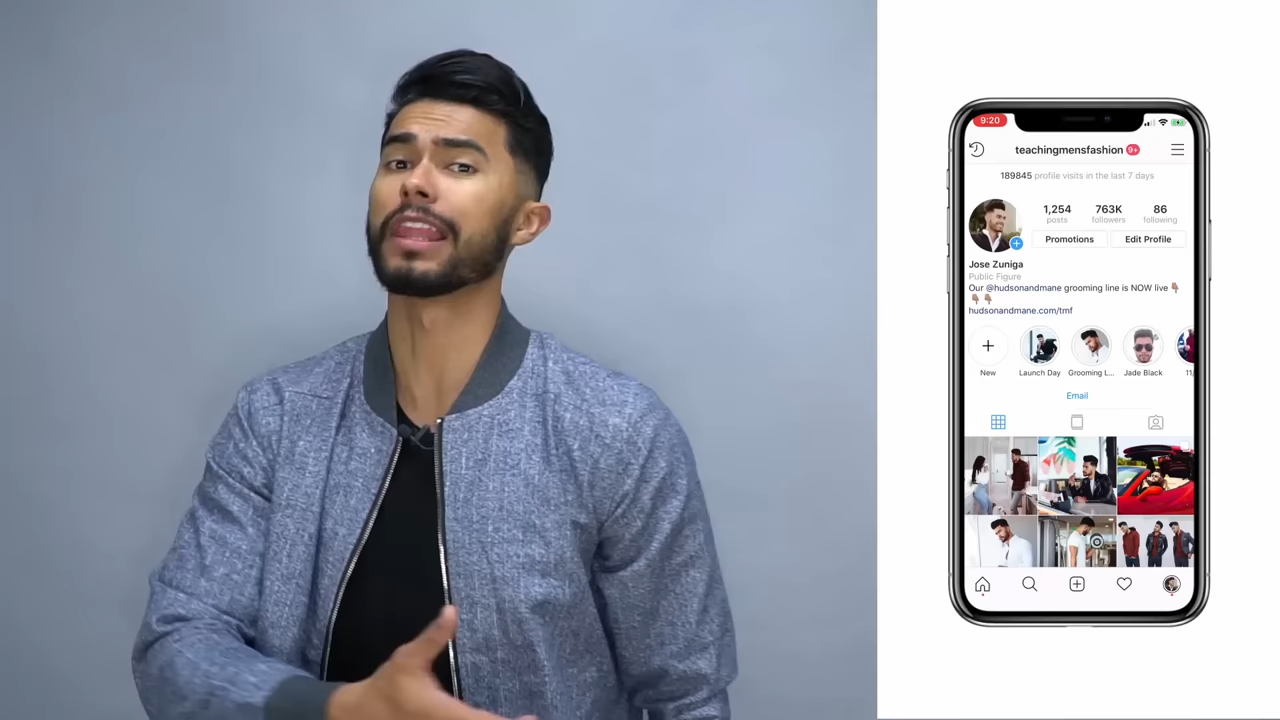 9:20
teachingmensfashion 9+
189845 profile visits in the last 7 days
1,254 763K 86
posts followers following
Promotions Edit Profile
Jose Zuniga
Public Figure
Our @hudsonandmane grooming line is NOW live 👇🏽
👇🏽👇🏽
hudsonandmane.com/tmf
New Launch Day Grooming L... Jade Black 11/
Email